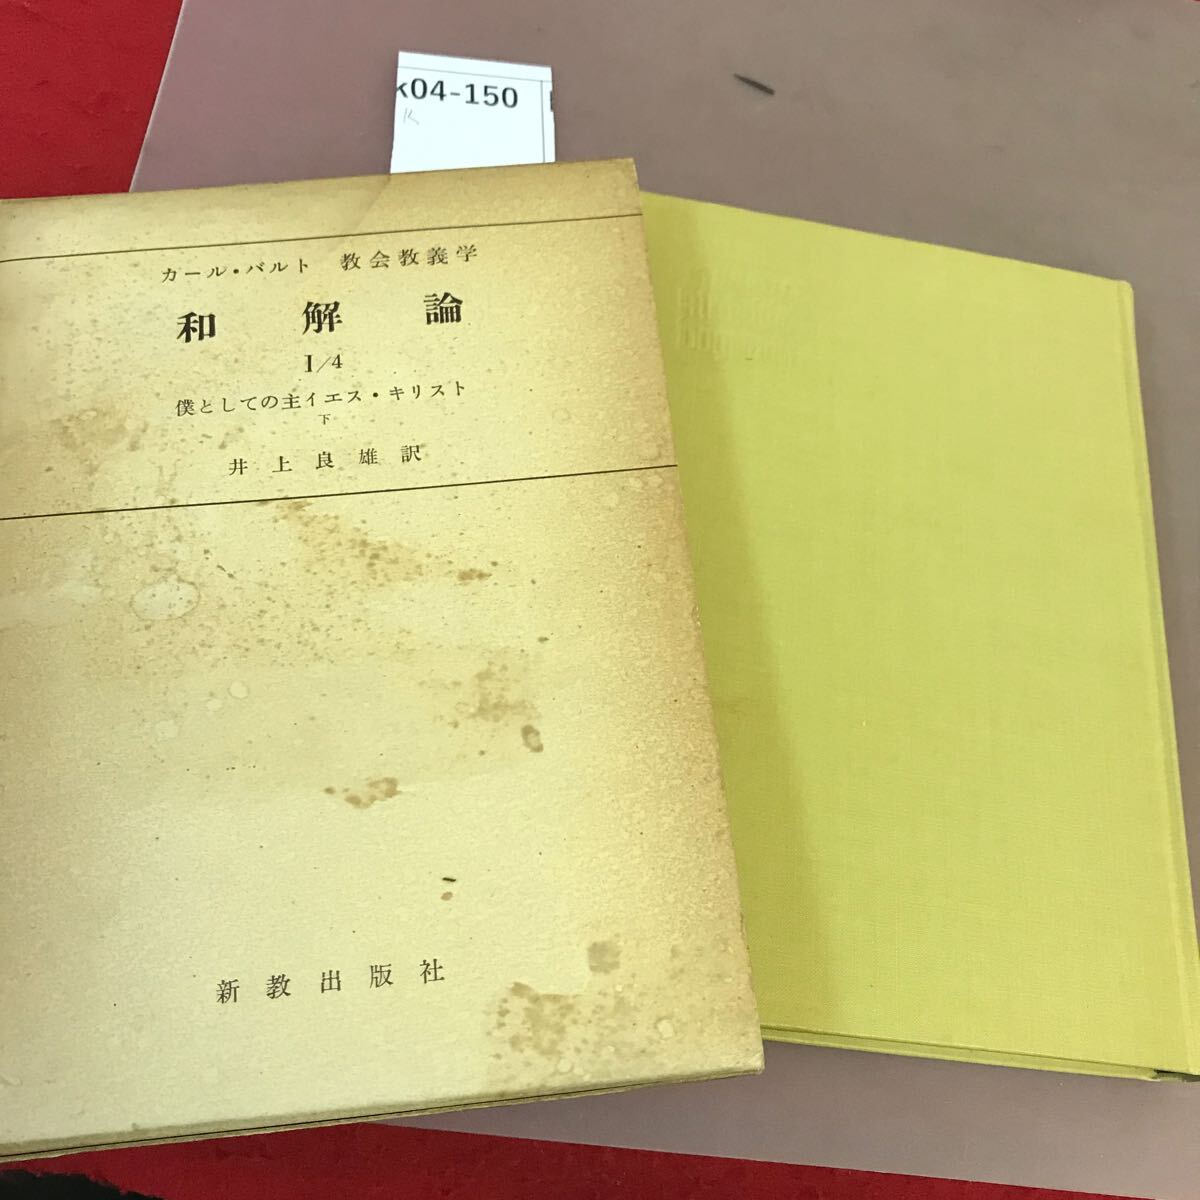 k04-150
K
カール・バルト 教会教義学
和解論
I/4
僕としての主イエス・キリスト
下
井上良雄訳
新教出版社